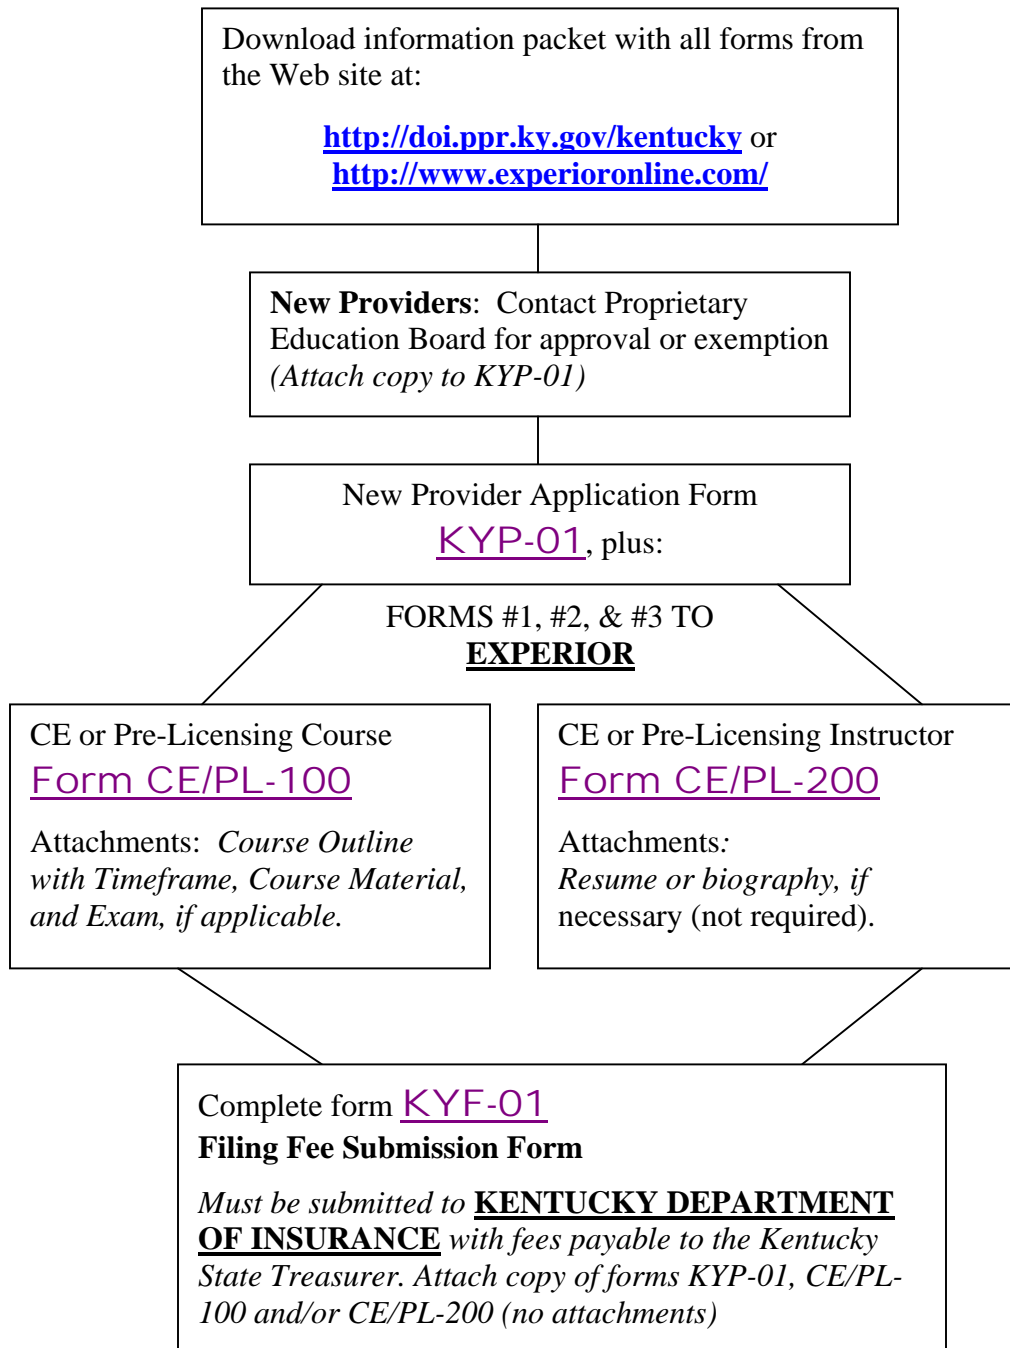 Download information packet with all forms from
the Web site at:
http://doi.ppr.ky.gov/kentucky or
http://www.experioronline.com/
New Providers:  Contact Proprietary
Education Board for approval or exemption
(Attach copy to KYP-01)
New Provider Application Form
KYP-01, plus:
FORMS #1, #2, & #3 TO
EXPERIOR
CE or Pre-Licensing Course
Form CE/PL-100
Attachments:  Course Outline
with Timeframe, Course Material,
and Exam, if applicable.
CE or Pre-Licensing Instructor
Form CE/PL-200
Attachments:
Resume or biography, if
necessary (not required).
Complete form KYF-01
Filing Fee Submission Form
Must be submitted to KENTUCKY DEPARTMENT
OF INSURANCE with fees payable to the Kentucky
State Treasurer. Attach copy of forms KYP-01, CE/PL-
100 and/or CE/PL-200 (no attachments)